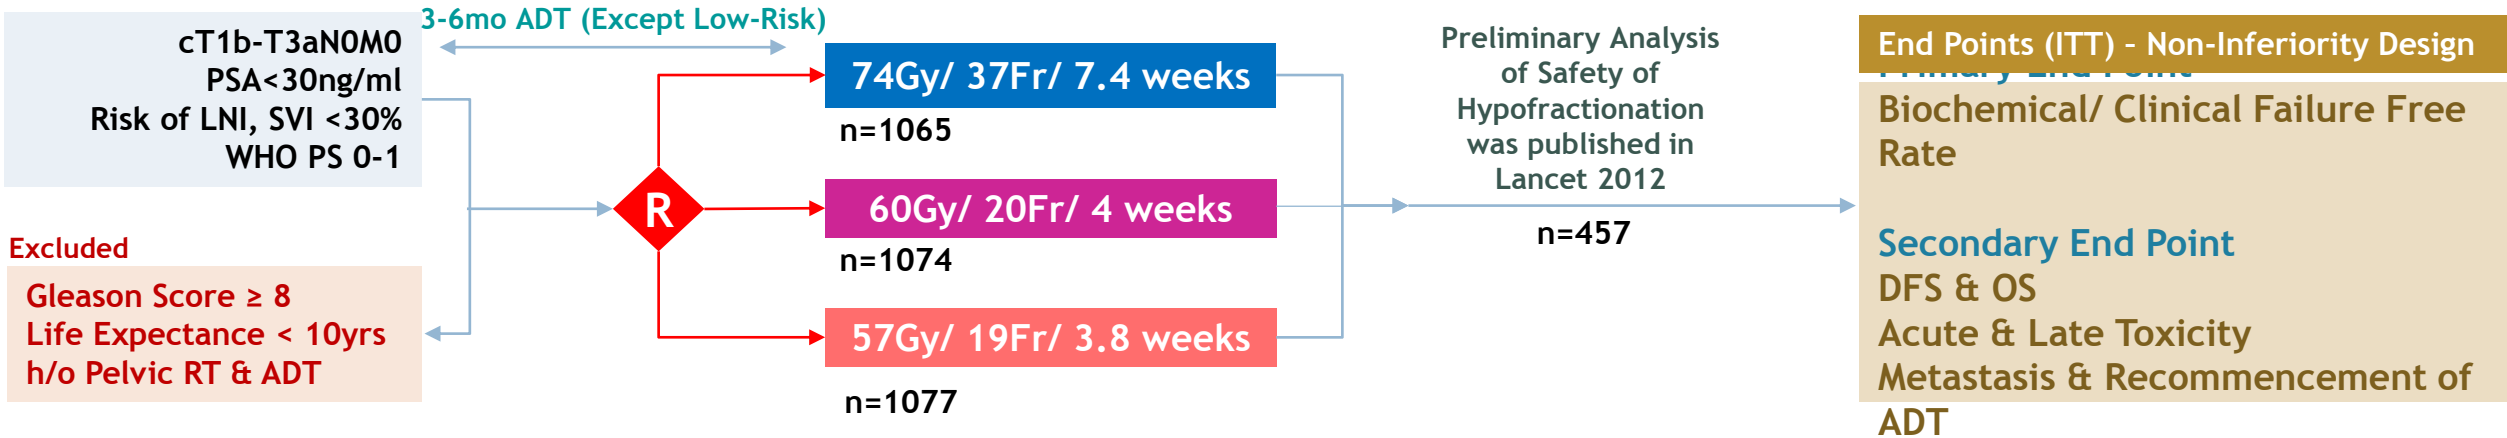 3-6mo ADT (Except Low-Risk)
cT1b-T3aN0M0
PSA<30ng/ml
Risk of LNI, SVI <30%
WHO PS 0-1
Excluded
Gleason Score ≥ 8
Life Expectance < 10yrs
h/o Pelvic RT & ADT
R
74Gy/ 37Fr/ 7.4 weeks
n=1065
60Gy/ 20Fr/ 4 weeks
n=1074
57Gy/ 19Fr/ 3.8 weeks
n=1077
Preliminary Analysis
of Safety of
Hypofractionation
was published in
Lancet 2012
n=457
End Points (ITT) – Non-Inferiority Design
Primary End Point
Biochemical/ Clinical Failure Free
Rate
Secondary End Point
DFS & OS
Acute & Late Toxicity
Metastasis & Recommencement of
ADT